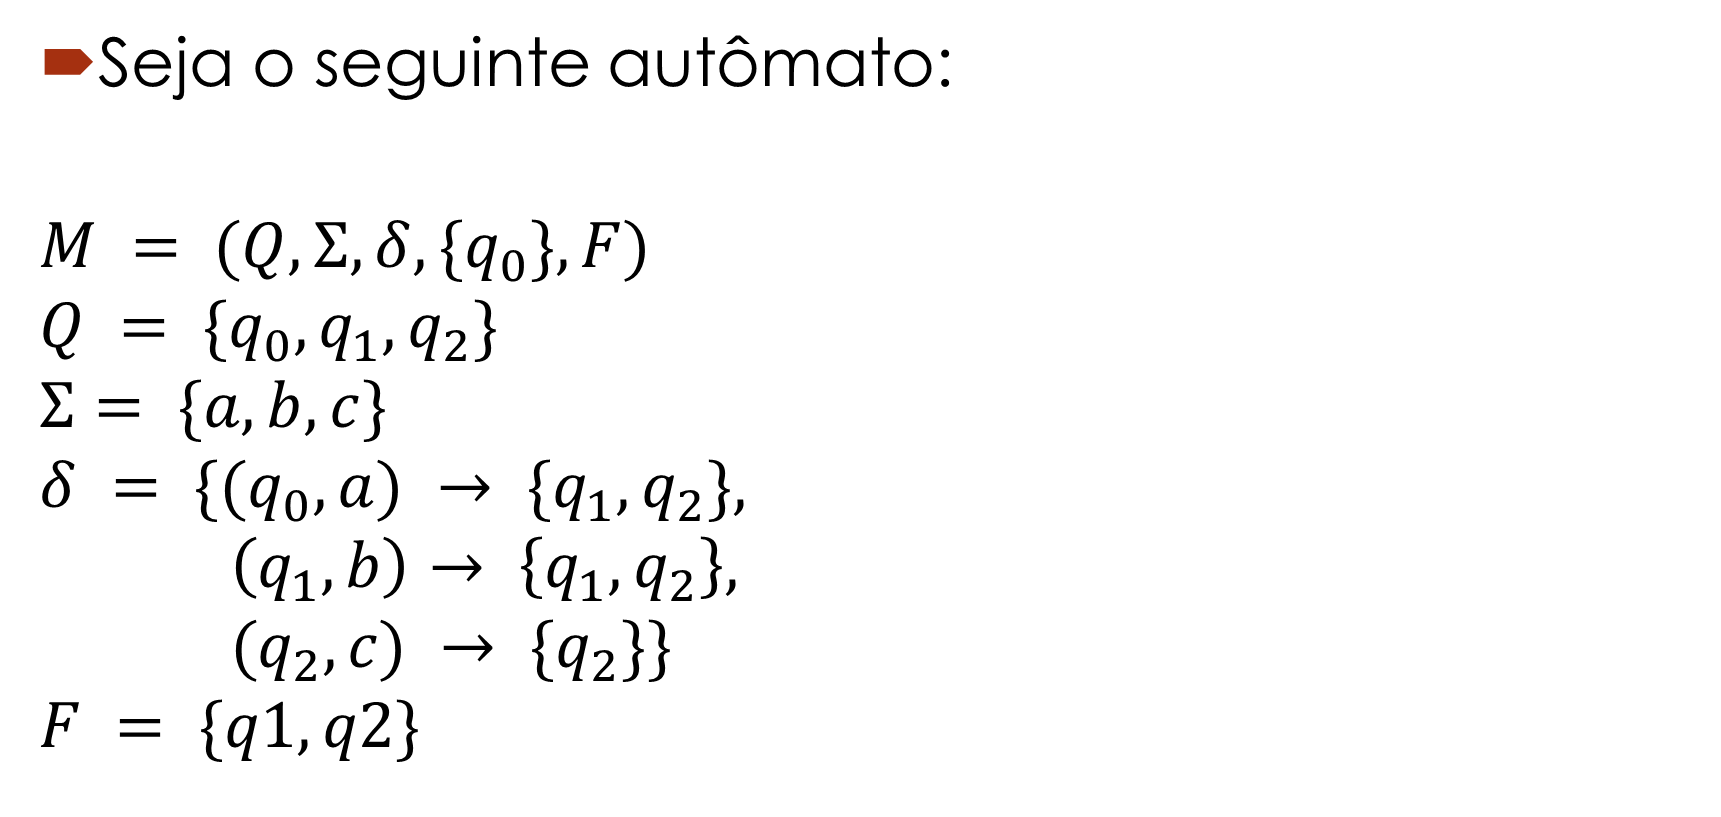 Seja o seguinte autômato:
M = (Q, Σ, δ, {q₀}, F)
Q = {q₀, q₁, q₂}
Σ = {a, b, c}
δ = {(q₀, a) → {q₁, q₂},
(q₁, b) → {q₁, q₂},
(q₂, c) → {q₂}}
F = {q1, q2}